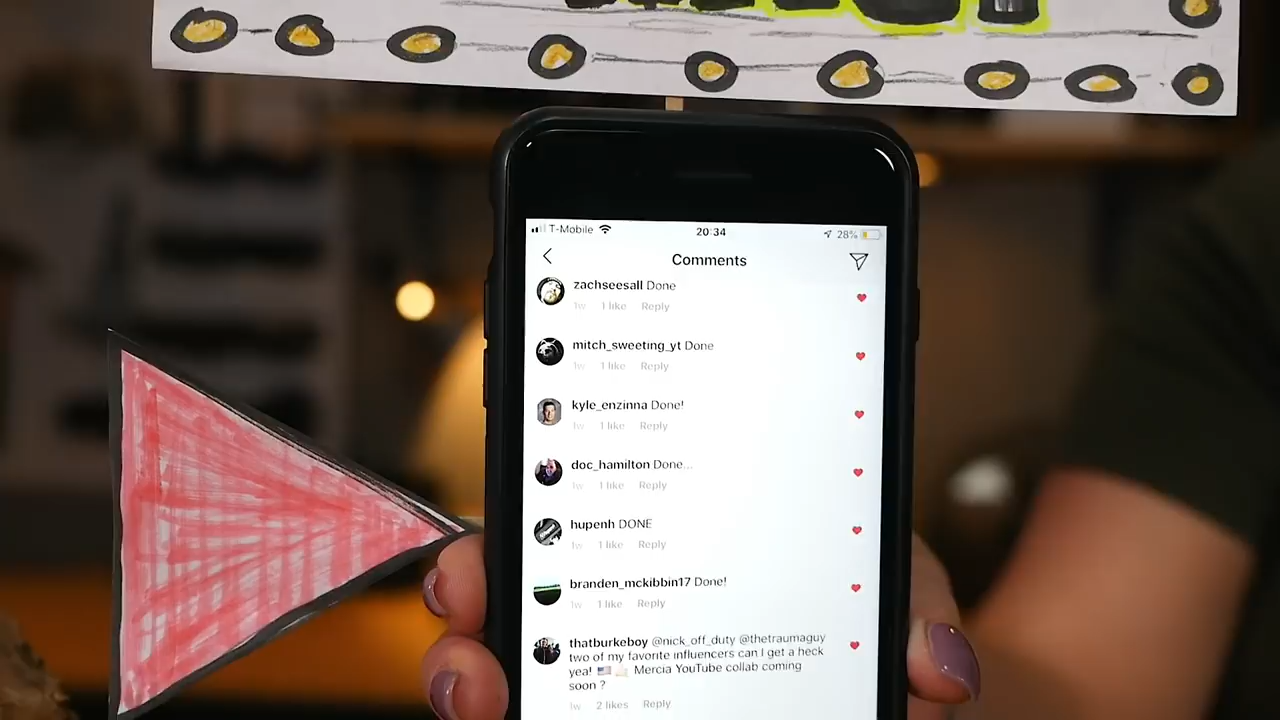 T-Mobile 20:34 28%
Comments
zachseesall Done
1w 1 like Reply
mitch_sweeting_yt Done
1w 1 like Reply
kyle_enzinna Done!
1w 1 like Reply
doc_hamilton Done...
1w 1 like Reply
hupenh DONE
1w 1 like Reply
branden_mckibbin17 Done!
1w 1 like Reply
thatburkeboy @nick_off_duty @thetraumaguy
two of my favorite influencers can I get a heck
yea! 🇺🇸 Mercia YouTube collab coming
soon ?
1w 2 likes Reply